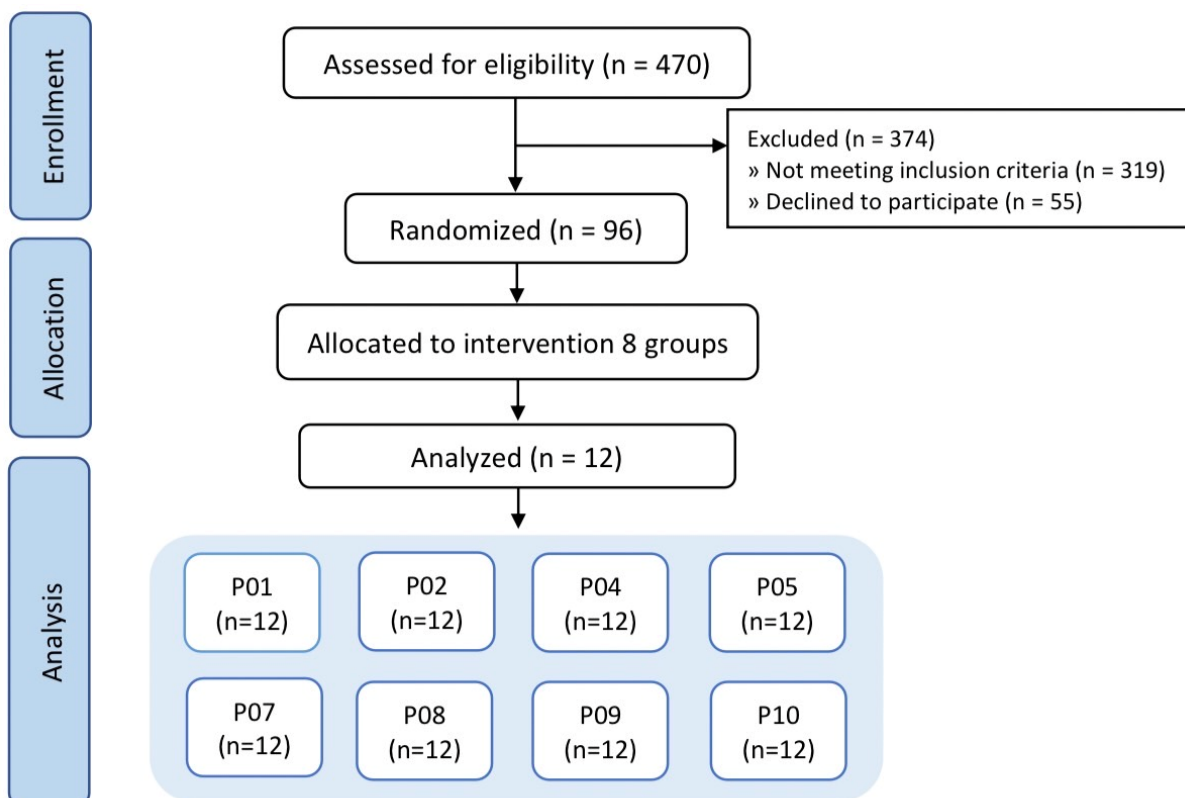 Enrollment
Assessed for eligibility (n = 470)
Excluded (n = 374)
» Not meeting inclusion criteria (n = 319)
» Declined to participate (n = 55)
Randomized (n = 96)
Allocation
Allocated to intervention 8 groups
Analyzed (n = 12)
Analysis
P01
(n=12)
P02
(n=12)
P04
(n=12)
P05
(n=12)
P07
(n=12)
P08
(n=12)
P09
(n=12)
P10
(n=12)